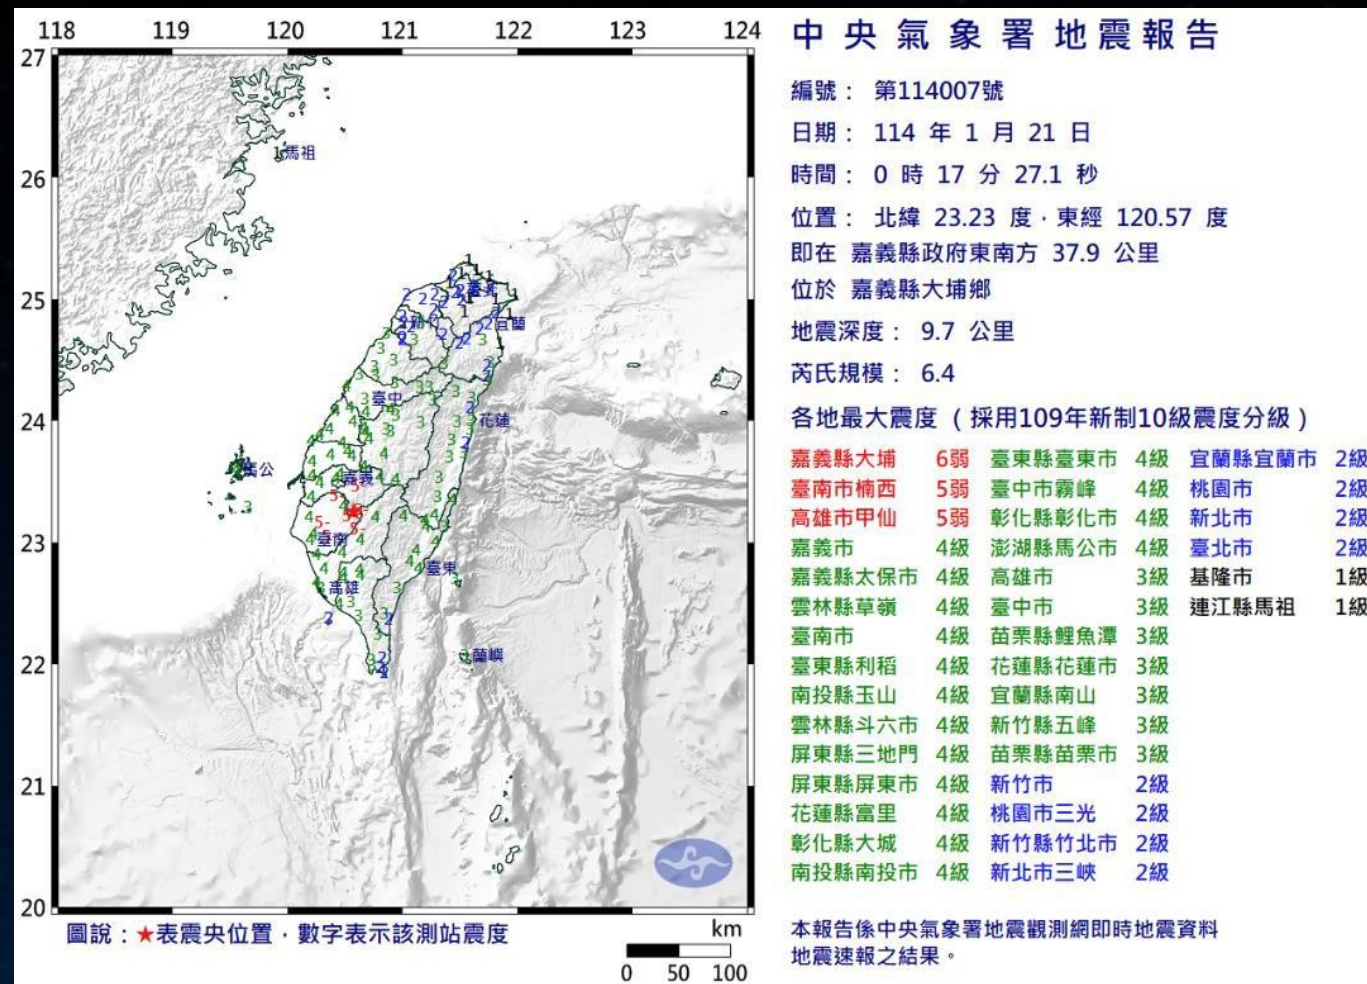 118 119 120 121 122 123 124
中央氣象署地震報告
27
編號： 第114007號
日期： 114 年 1 月 21 日
1馬祖
時間： 0 時 17 分 27.1 秒
26
位置： 北緯 23.23 度．東經 120.57 度
即在 嘉義縣政府東南方 37.9 公里
位於 嘉義縣大埔鄉
25
宜蘭
地震深度： 9.7 公里
芮氏規模： 6.4
臺中
24
花蓮
各地最大震度 （採用109年新制10級震度分級）
嘉義縣大埔 6弱 臺東縣臺東市 4級 宜蘭縣宜蘭市 2級
嘉義
臺南市楠西 5弱 臺中市霧峰 4級 桃園市 2級
高雄市甲仙 5弱 彰化縣彰化市 4級 新北市 2級
臺南
23
嘉義市 4級 澎湖縣馬公市 4級 臺北市 2級
臺東
嘉義縣太保市 4級 高雄市 3級 基隆市 1級
高雄
雲林縣草嶺 4級 臺中市 3級 連江縣馬祖 1級
臺南市 4級 苗栗縣鯉魚潭 3級
蘭嶼
22
臺東縣利稻 4級 花蓮縣花蓮市 3級
南投縣玉山 4級 宜蘭縣南山 3級
雲林縣斗六市 4級 新竹縣五峰 3級
屏東縣三地門 4級 苗栗縣苗栗市 3級
21
屏東縣屏東市 4級 新竹市 2級
花蓮縣富里 4級 桃園市三光 2級
彰化縣大城 4級 新竹縣竹北市 2級
南投縣南投市 4級 新北市三峽 2級
20
圖說：★表震央位置．數字表示該測站震度
km
0 50 100
本報告係中央氣象署地震觀測網即時地震資料
地震速報之結果。